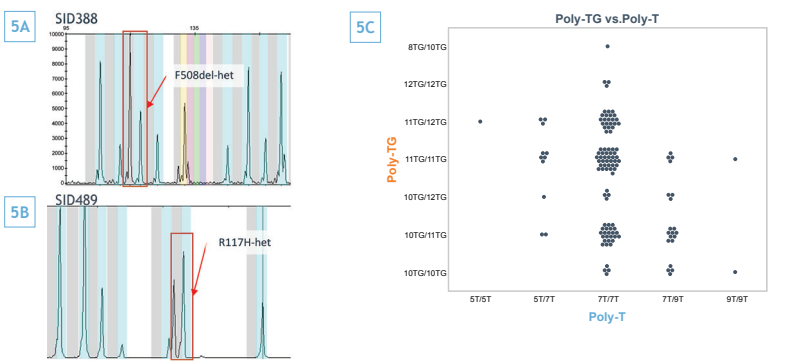 5A
SID388
95
135
10000
9000
8000
7000
6000
5000
4000
3000
2000
1000
0
F508del-het
5B
SID489
R117H-het
5C
Poly-TG vs.Poly-T
Poly-TG
8TG/10TG
12TG/12TG
11TG/12TG
11TG/11TG
10TG/12TG
10TG/11TG
10TG/10TG
5T/5T
5T/7T
7T/7T
7T/9T
9T/9T
Poly-T